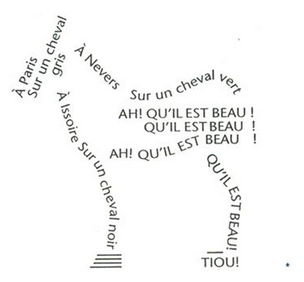 À Paris
Sur un cheval
gris
À Nevers
Sur un cheval vert
À Issoire Sur un cheval noir
AH! QU'IL EST BEAU !
QU'IL EST BEAU !
AH! QU'IL EST BEAU !
QU'IL EST BEAU!
TIOU!